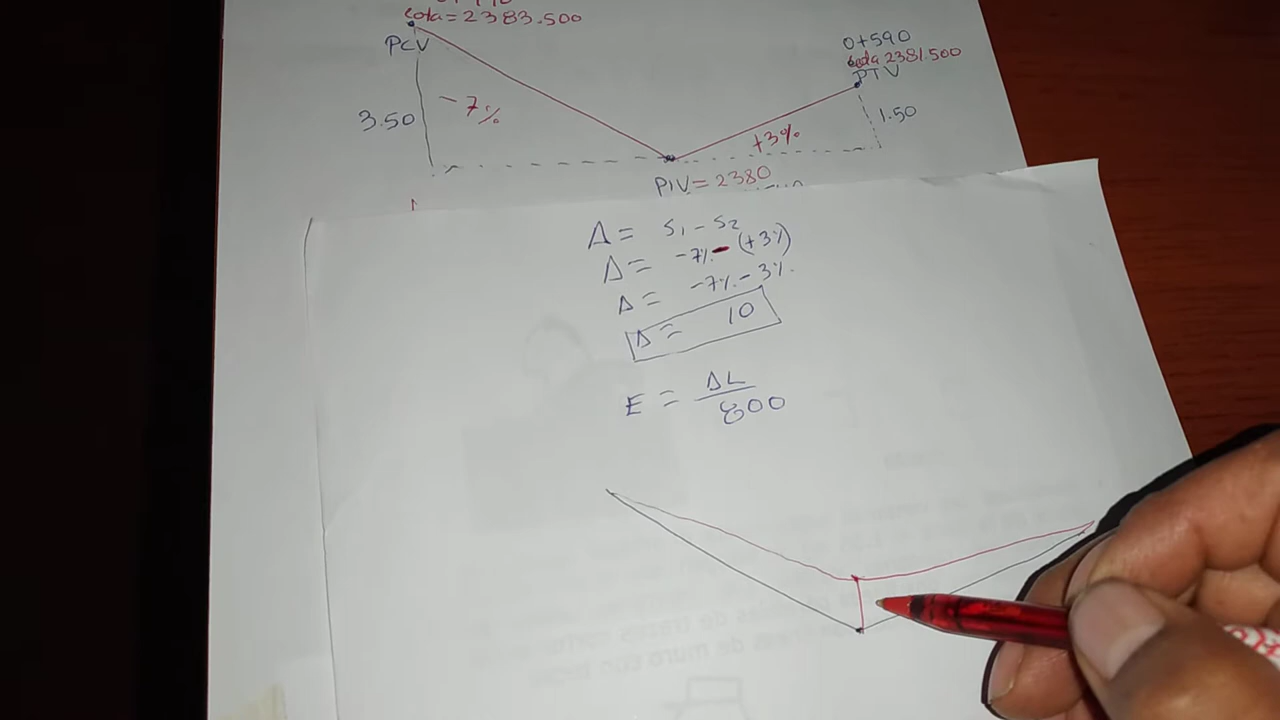 cota = 2383.500
PCV
0+590
cota 2381.500
PTV
3.50
-7%
+3%
1.50
PIV = 2380
A = S1 - S2
Δ = -7% - (+3%)
Δ = -7% - 3%
Δ = 10
E = ΔL
800